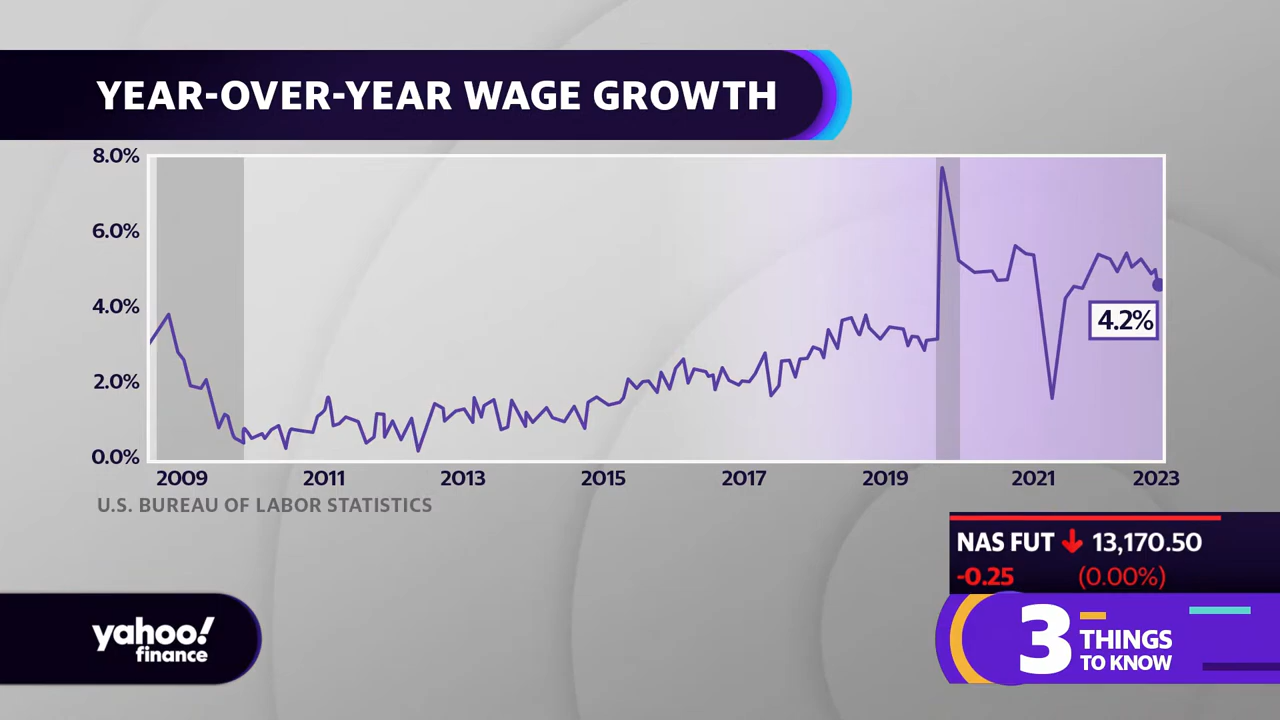 YEAR-OVER-YEAR WAGE GROWTH
8.0%
6.0%
4.0%
2.0%
0.0%
4.2%
2009 2011 2013 2015 2017 2019 2021 2023
U.S. BUREAU OF LABOR STATISTICS
NAS FUT 13,170.50
-0.25 (0.00%)
yahoo!
finance
3 THINGS
TO KNOW